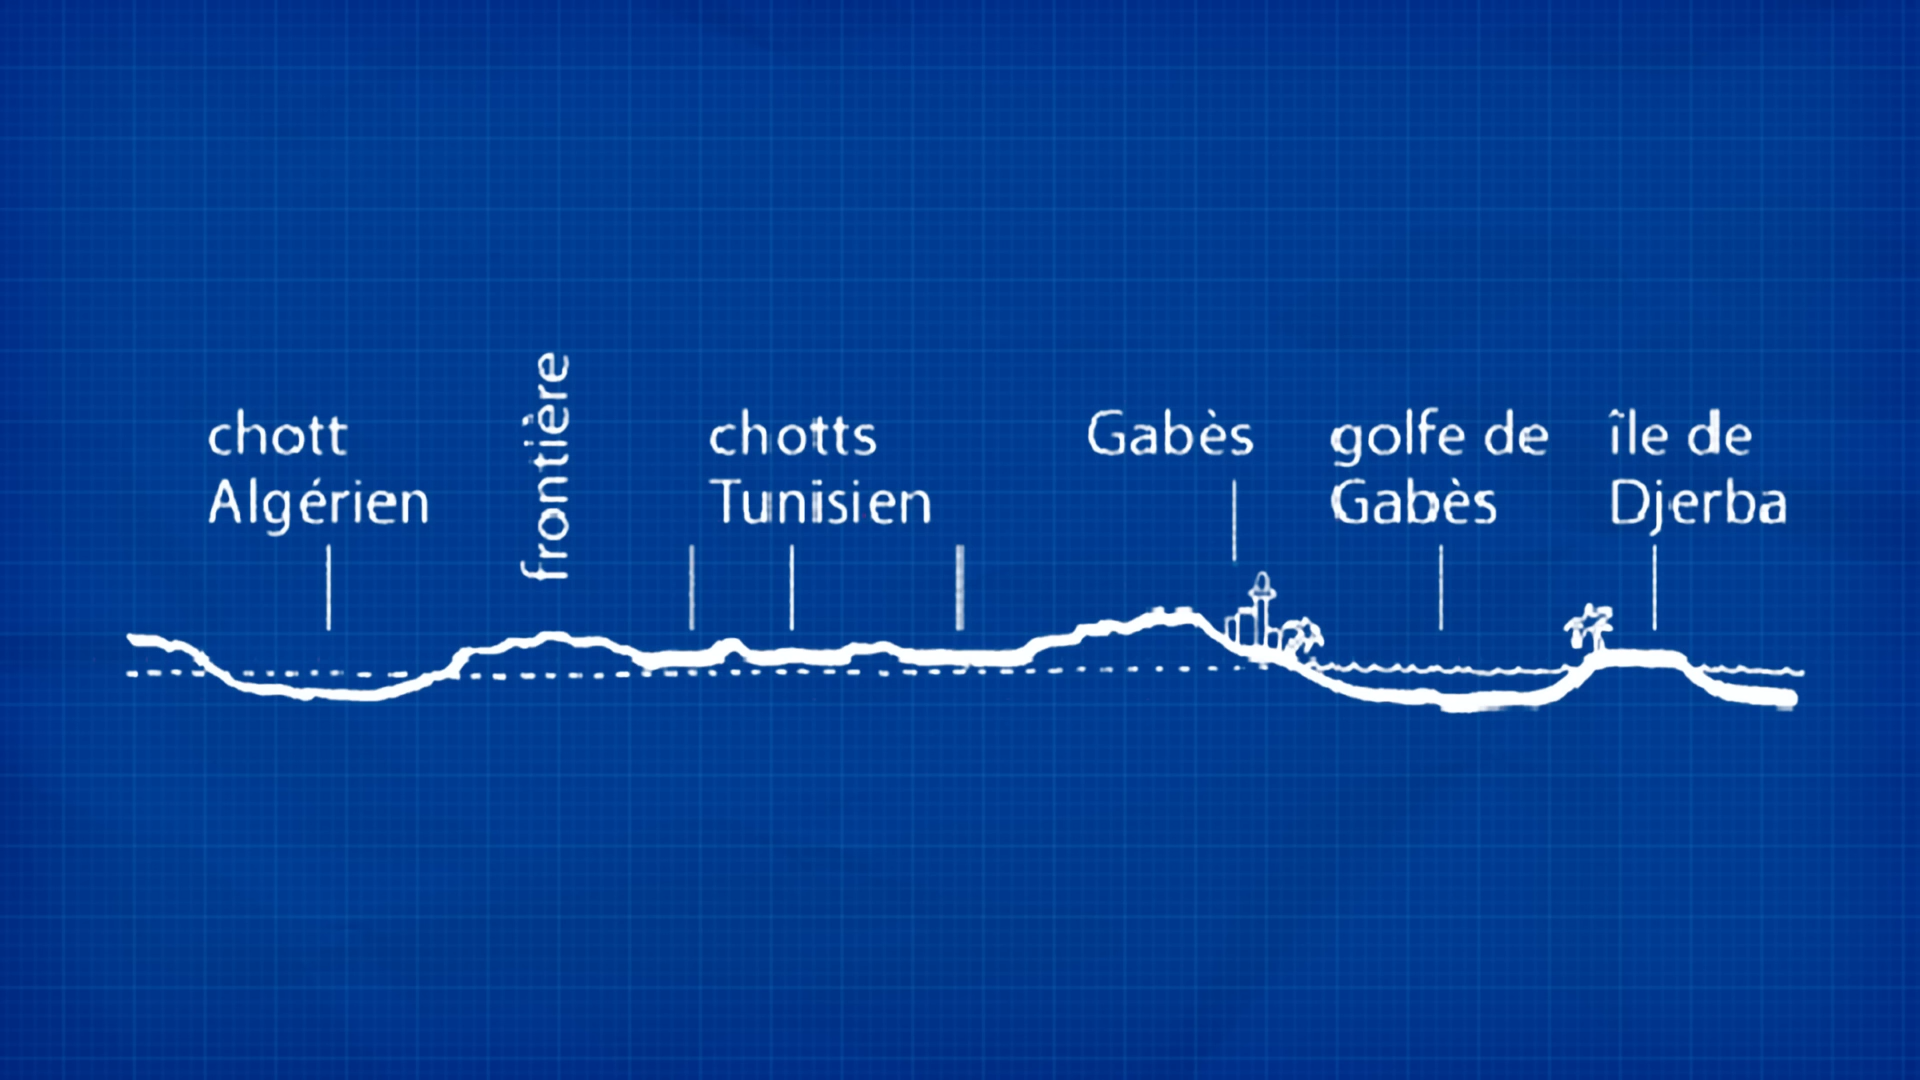 chott
Algérien
frontière
chotts
Tunisien
Gabès
golfe de
Gabès
île de
Djerba